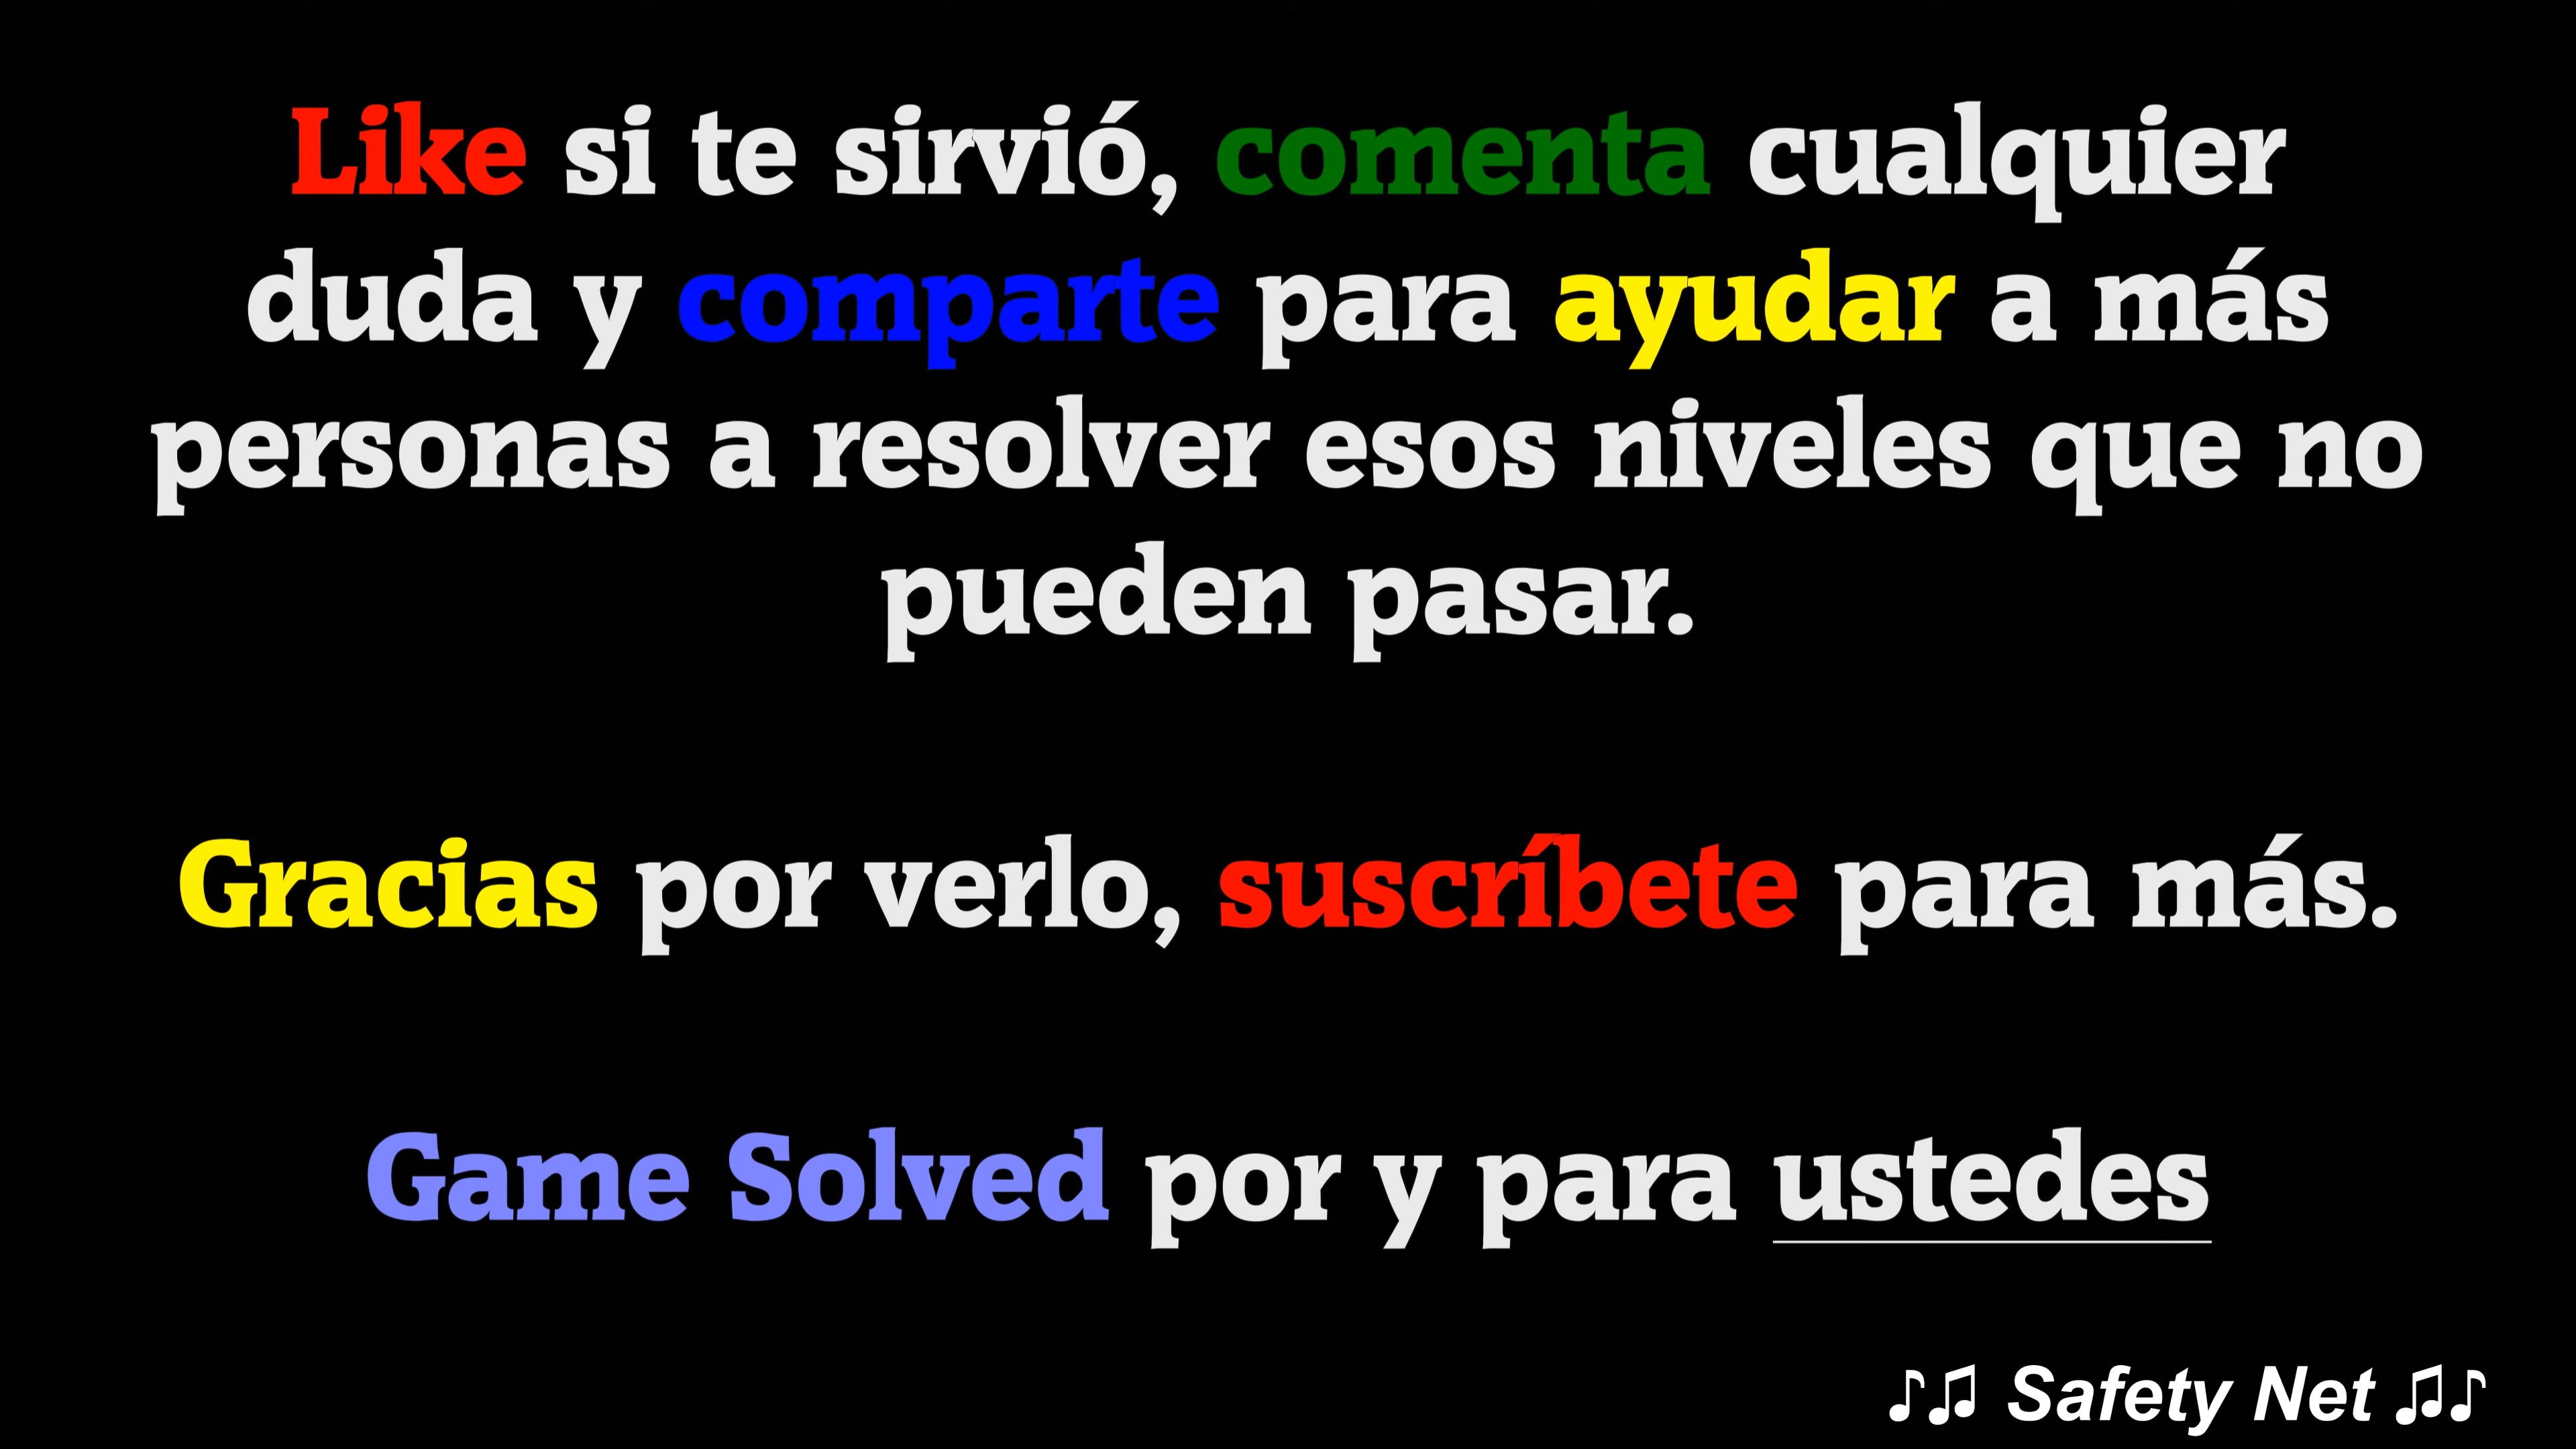 Like si te sirvió, comenta cualquier
duda y comparte para ayudar a más
personas a resolver esos niveles que no
pueden pasar.
Gracias por verlo, suscríbete para más.
Game Solved por y para ustedes
♪♫ Safety Net ♫♪